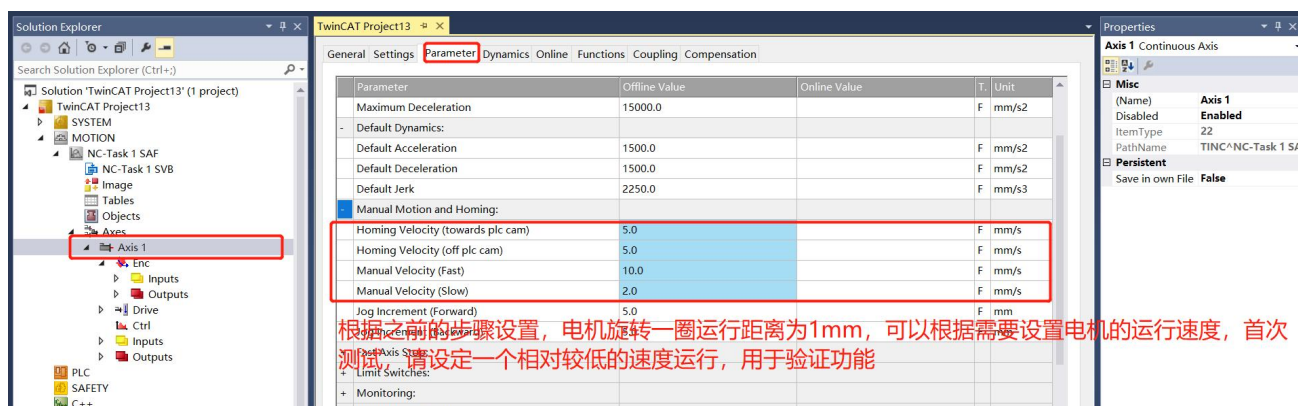 Solution Explorer
Search Solution Explorer (Ctrl+;)
Solution 'TwinCAT Project13' (1 project)
TwinCAT Project13
SYSTEM
MOTION
NC-Task 1 SAF
NC-Task 1 SVB
Image
Tables
Objects
Axes
Axis 1
Enc
Inputs
Outputs
Drive
Ctrl
Inputs
Outputs
PLC
SAFETY
C++
TwinCAT Project13
General Settings Parameter Dynamics Online Functions Coupling Compensation
Parameter Offline Value Online Value T. Unit
Maximum Deceleration 15000.0 F mm/s2
- Default Dynamics:
Default Acceleration 1500.0 F mm/s2
Default Deceleration 1500.0 F mm/s2
Default Jerk 2250.0 F mm/s3
- Manual Motion and Homing:
Homing Velocity (towards plc cam) 5.0 F mm/s
Homing Velocity (off plc cam) 5.0 F mm/s
Manual Velocity (Fast) 10.0 F mm/s
Manual Velocity (Slow) 2.0 F mm/s
Jog Increment (Forward) 5.0 F mm
Jog Increment (Backward)
根据之前的步骤设置，电机旋转一圈运行距离为1mm，可以根据需要设置电机的运行速度，首次
测试，请设定一个相对较低的速度运行，用于验证功能
+ Limit Switches:
+ Monitoring:
Properties
Axis 1 Continuous Axis
Misc
(Name) Axis 1
Disabled Enabled
ItemType 22
PathName TINC^NC-Task 1 SA
Persistent
Save in own File False